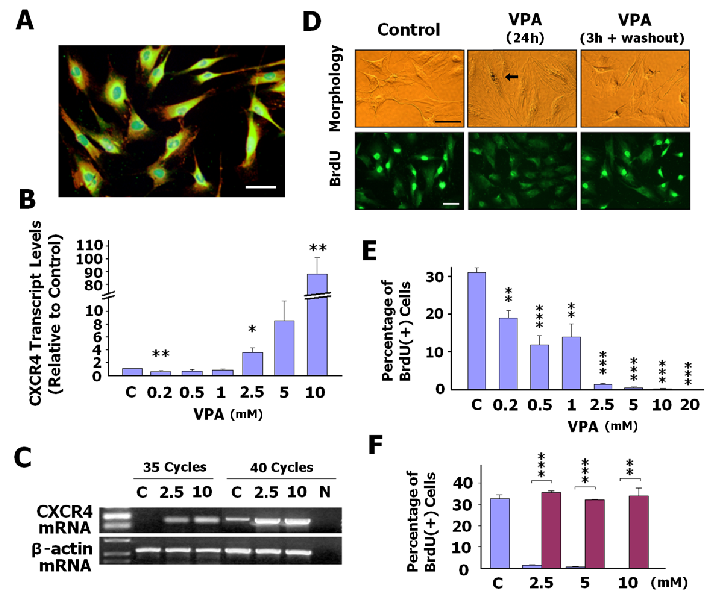 A
B
CXCR4 Transcript Levels
(Relative to Control)
110
100
90
80
10
8
6
4
2
0
** * **
C 0.2 0.5 1 2.5 5 10
VPA (mM)
C
35 Cycles 40 Cycles
C 2.5 10 C 2.5 10 N
CXCR4
mRNA
β-actin
mRNA
D
Control
VPA
(24h)
VPA
(3h + washout)
Morphology
BrdU
E
Percentage of
BrdU(+) Cells
30
20
10
0
** *** ** *** *** *** ***
C 0.2 0.5 1 2.5 5 10 20
VPA (mM)
F
Percentage of
BrdU(+) Cells
40
30
20
10
0
*** *** **
C 2.5 5 10 (mM)